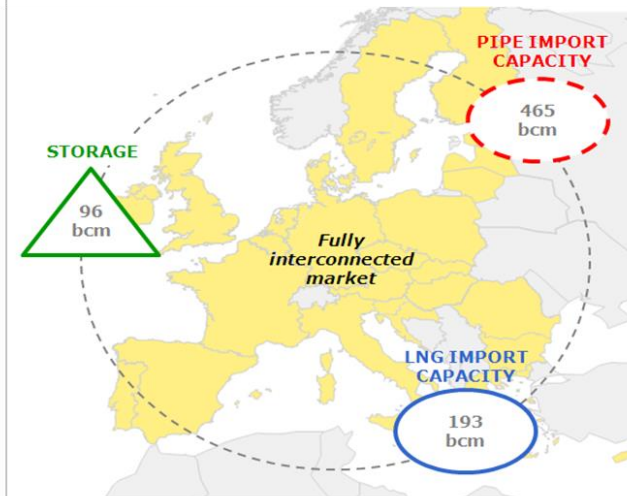 PIPE IMPORT
CAPACITY
465
bcm
STORAGE
96
bcm
Fully
interconnected
market
LNG IMPORT
CAPACITY
193
bcm